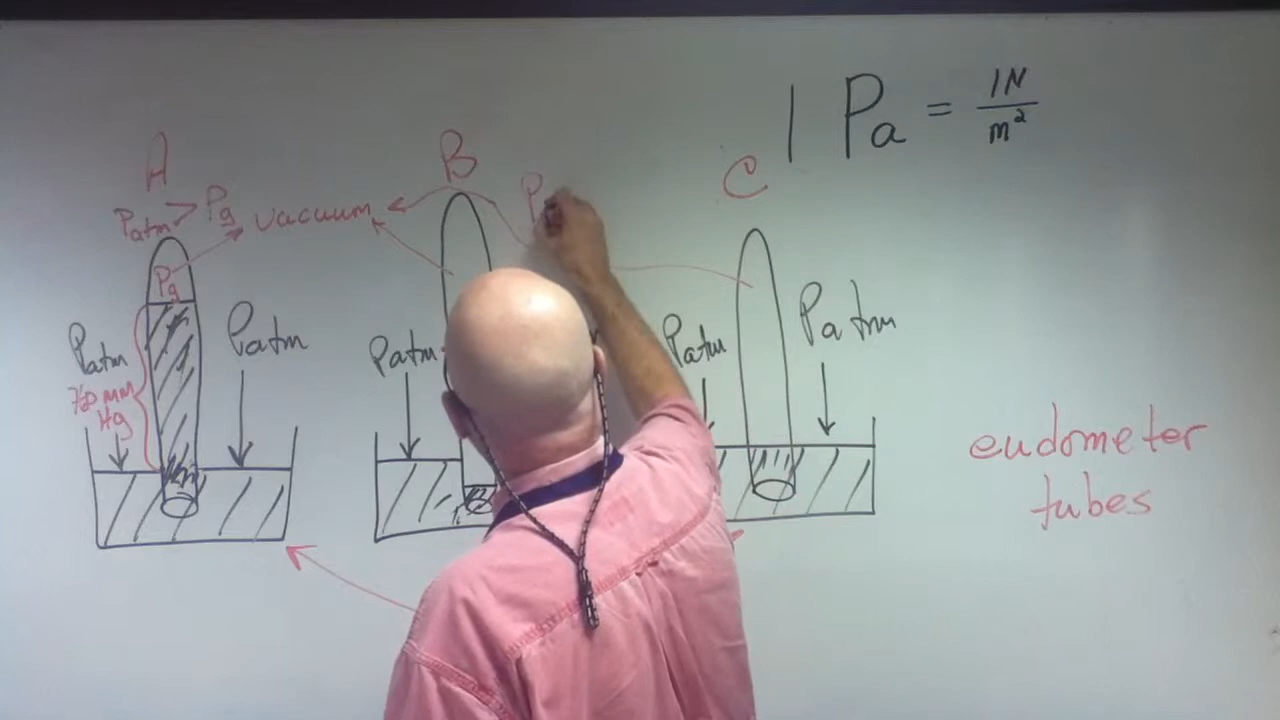 1 Pa = 1N/m²
A
B
C
Patm > Pg
vacuum
P
Pg
Patm
Patm
Patm
Patm
Patm
760 mm
Hg
eudometer
tubes